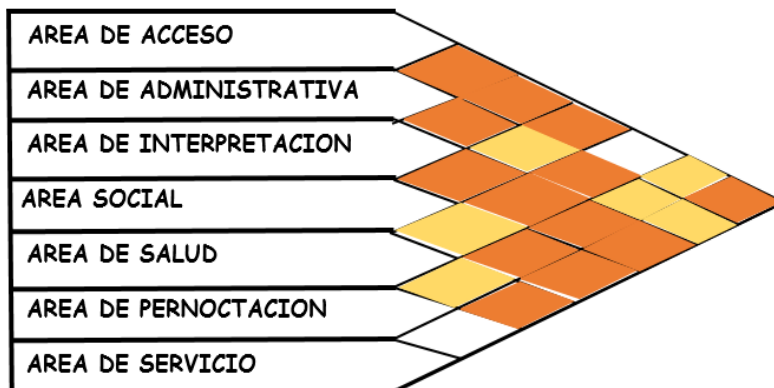 AREA DE ACCESO
AREA DE ADMINISTRATIVA
AREA DE INTERPRETACION
AREA SOCIAL
AREA DE SALUD
AREA DE PERNOCTACION
AREA DE SERVICIO